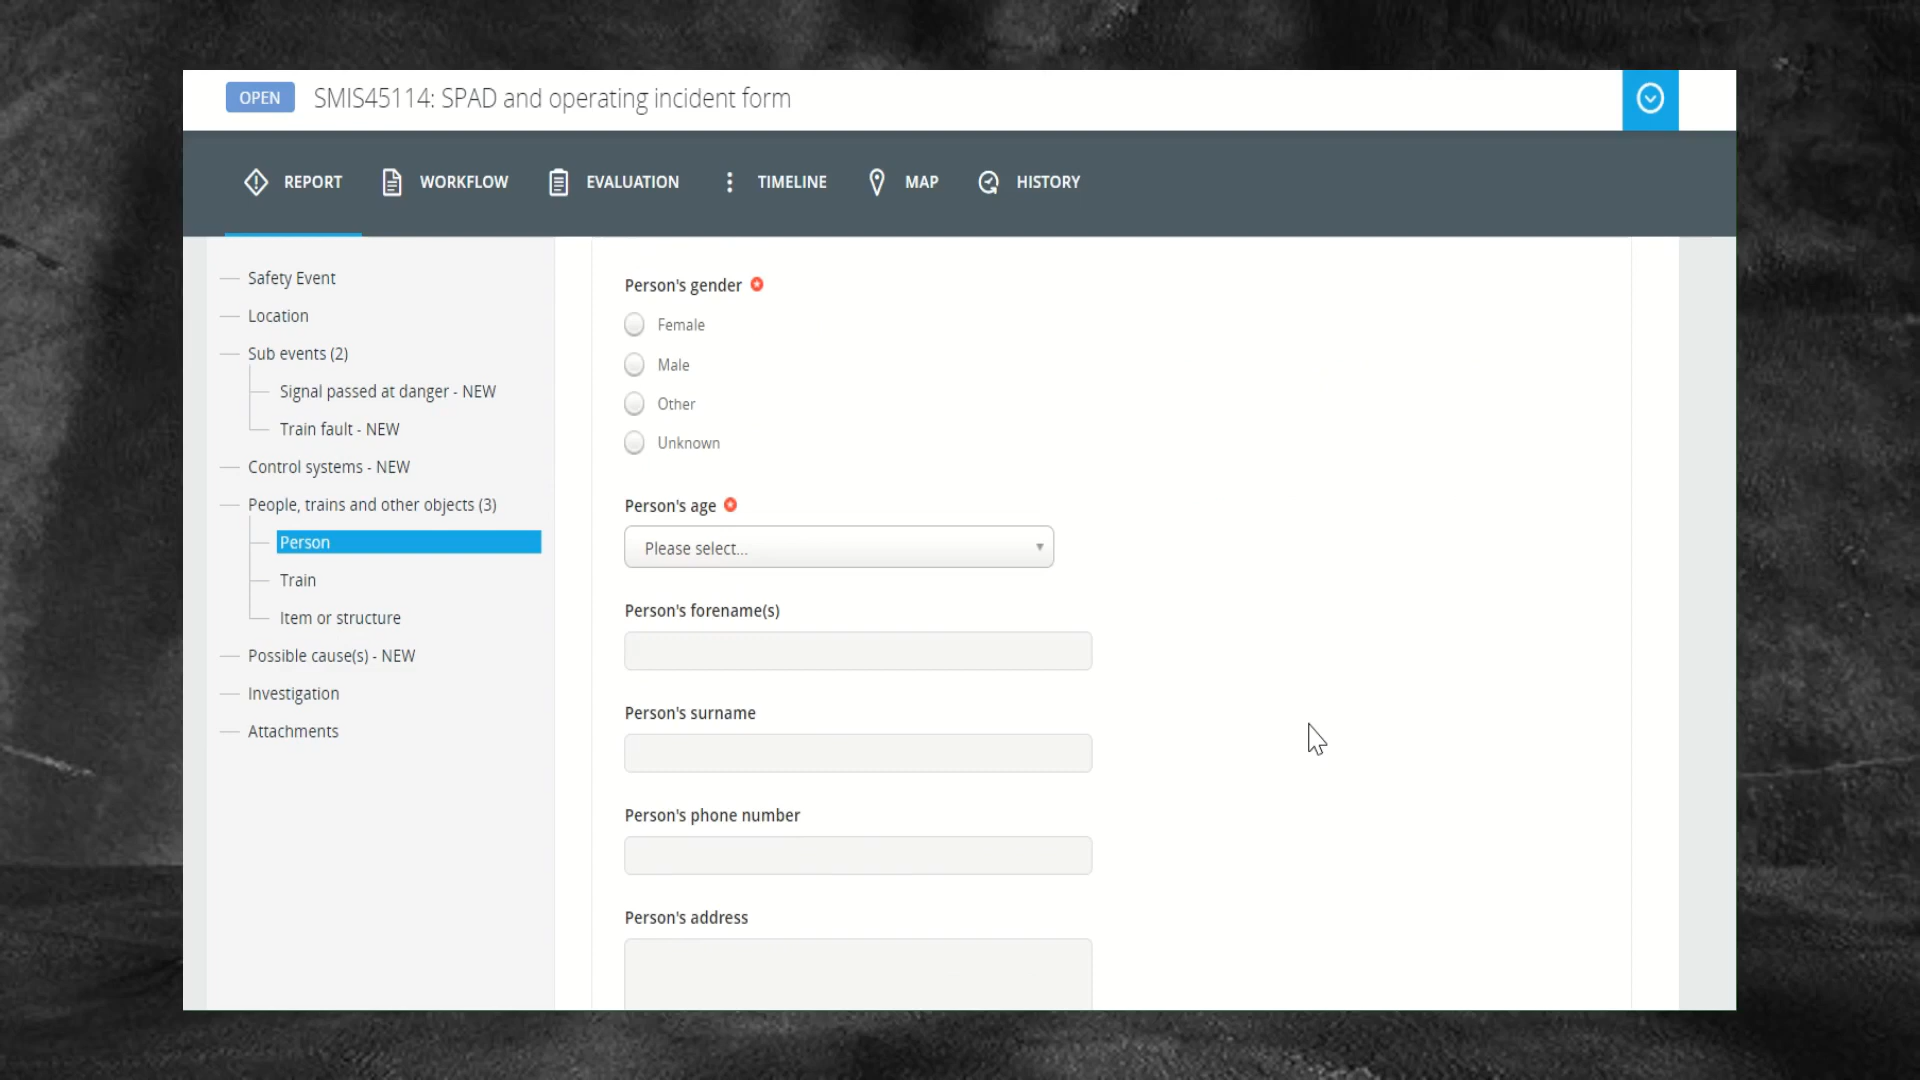 OPEN SMIS45114: SPAD and operating incident form
REPORT WORKFLOW EVALUATION TIMELINE MAP HISTORY
Safety Event
Location
Sub events (2)
Signal passed at danger - NEW
Train fault - NEW
Control systems - NEW
People, trains and other objects (3)
Person
Train
Item or structure
Possible cause(s) - NEW
Investigation
Attachments
Person's gender
Female
Male
Other
Unknown
Person's age
Please select...
Person's forename(s)
Person's surname
Person's phone number
Person's address